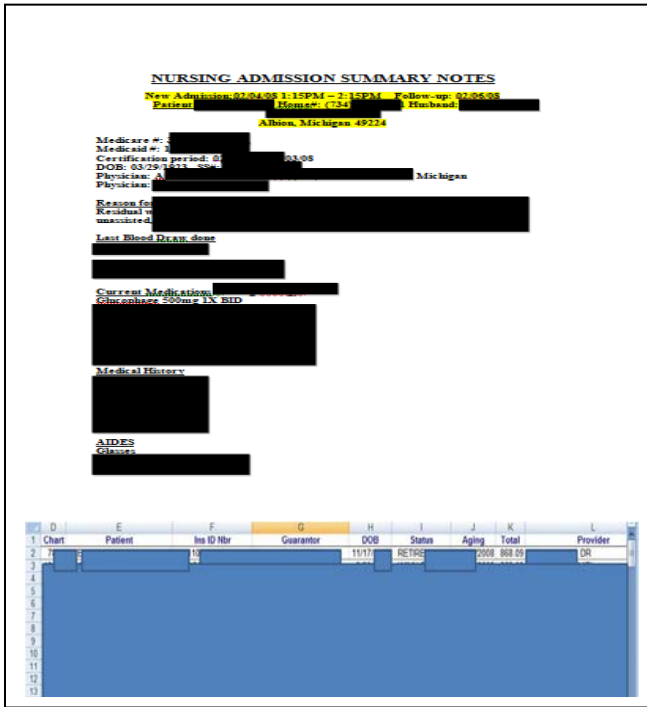 NURSING ADMISSION SUMMARY NOTES
New Admission: 02/04/08 1:15PM – 2:15PM Follow-up: 02/06/08
Patient Home#: (734) Husband:
Albion, Michigan 49224
Medicare #:
Medicaid #:
Certification period: 03/08
DOB: 03/29/1923 SS#:
Physician: A Michigan
Physician:
Reason for
Residual w
unassisted,
Last Blood Draw done
Current Medication:
Glucophage 500mg 1X BID
Medical History
AIDES
Glasses
D E F G H I J K L
1 Chart Patient Ins ID Nbr Guarantor DOB Status Aging Total Provider
2 11/17/ RETIRE 2008 868.09 DR
3
4
5
6
7
8
9
10
11
12
13